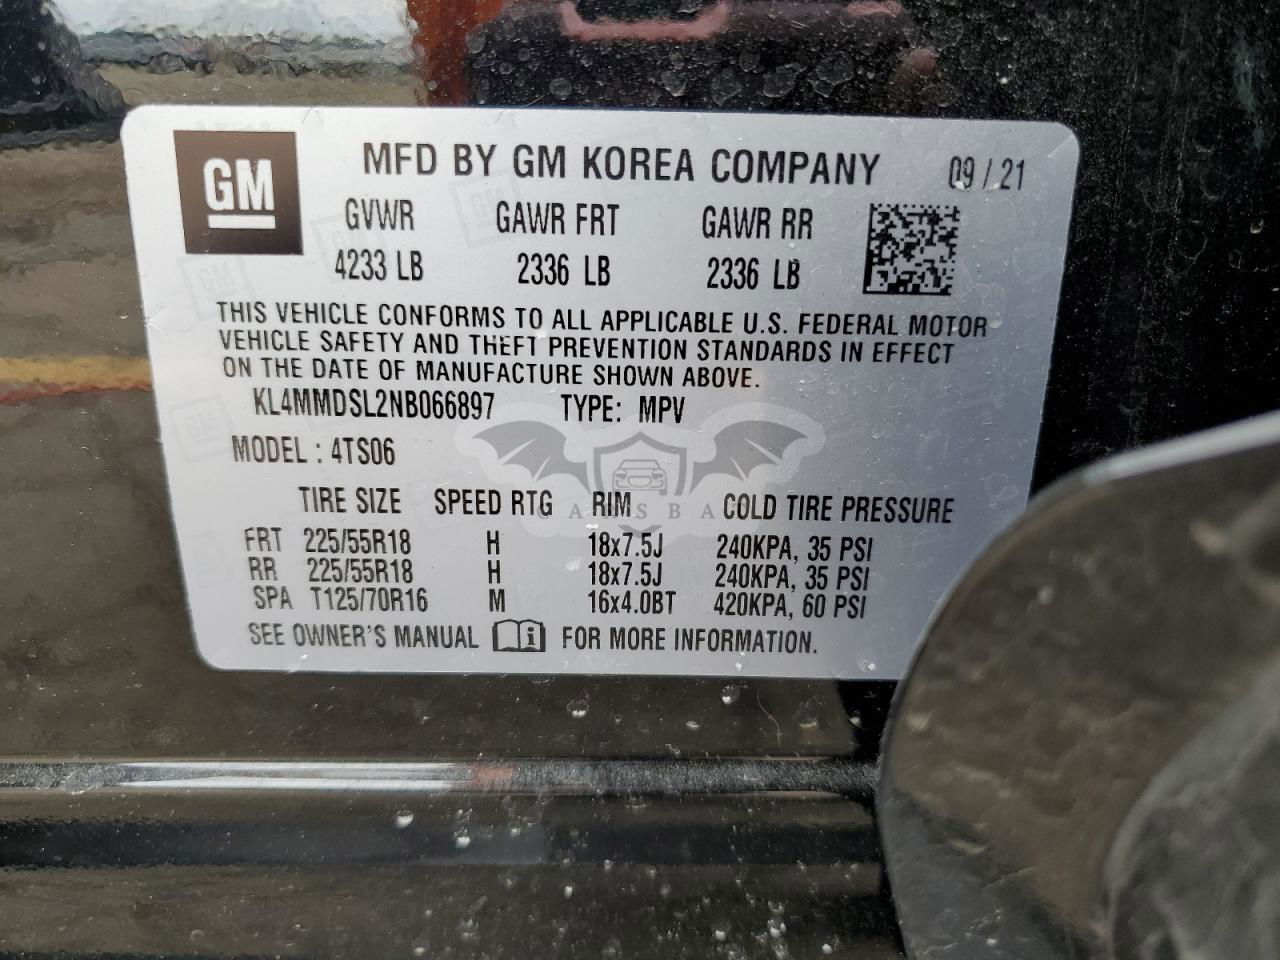 GM
MFD BY GM KOREA COMPANY 09 / 21
GVWR GAWR FRT GAWR RR
4233 LB 2336 LB 2336 LB
THIS VEHICLE CONFORMS TO ALL APPLICABLE U.S. FEDERAL MOTOR
VEHICLE SAFETY AND THEFT PREVENTION STANDARDS IN EFFECT
ON THE DATE OF MANUFACTURE SHOWN ABOVE.
KL4MMDSL2NB066897 TYPE: MPV
MODEL : 4TS06
TIRE SIZE SPEED RTG RIM COLD TIRE PRESSURE
FRT 225/55R18 H 18x7.5J 240KPA, 35 PSI
RR 225/55R18 H 18x7.5J 240KPA, 35 PSI
SPA T125/70R16 M 16x4.0BT 420KPA, 60 PSI
SEE OWNER'S MANUAL FOR MORE INFORMATION.